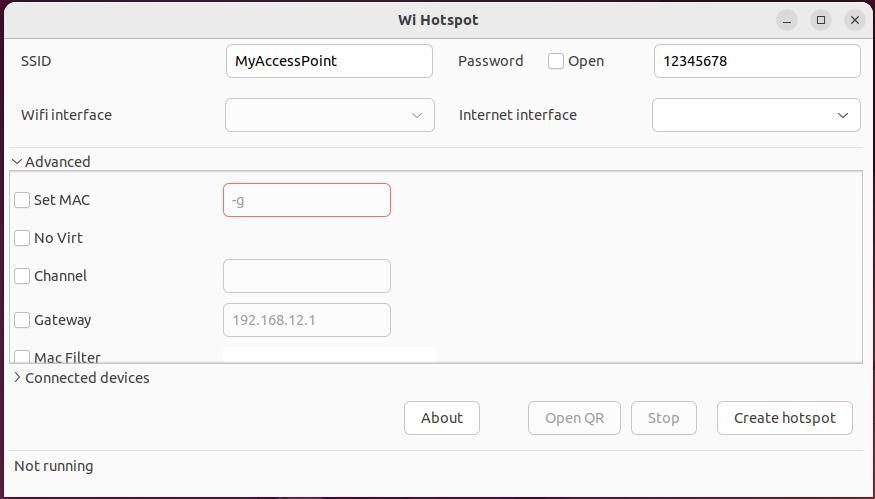 Wi Hotspot
SSID MyAccessPoint Password Open 12345678
Wifi interface Internet interface
Advanced
Set MAC -g
No Virt
Channel
Gateway 192.168.12.1
Mac Filter
Connected devices
About Open QR Stop Create hotspot
Not running